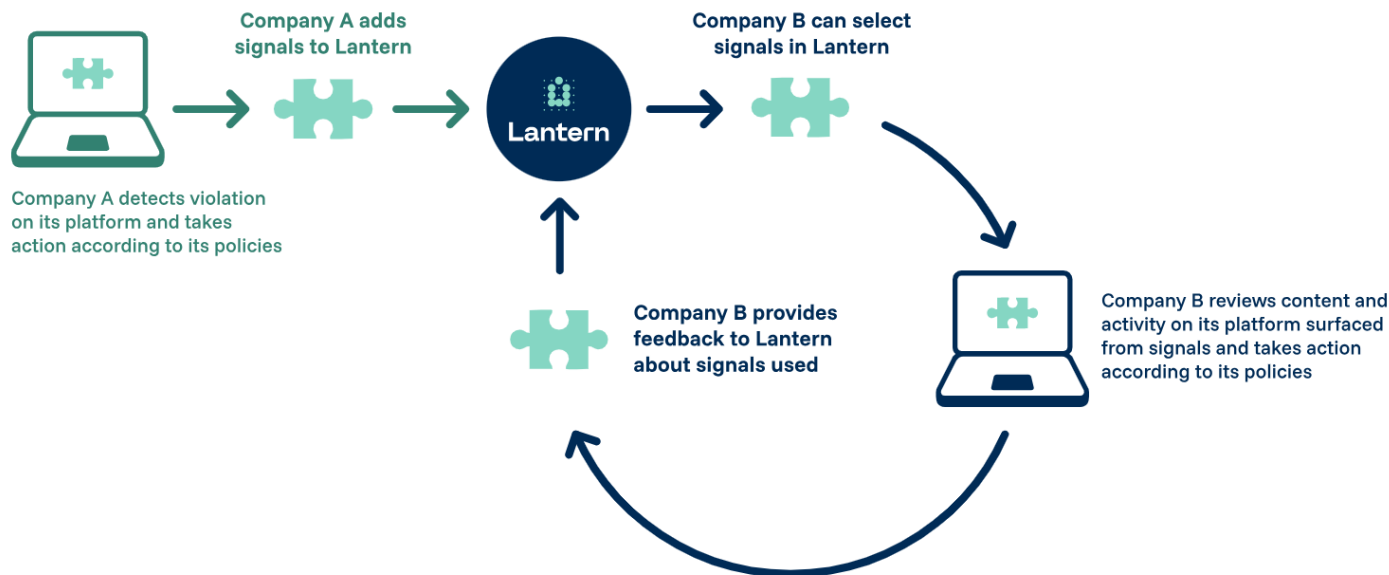 Company A adds
signals to Lantern
Company B can select
signals in Lantern
Lantern
Company A detects violation
on its platform and takes
action according to its policies
Company B provides
feedback to Lantern
about signals used
Company B reviews content and
activity on its platform surfaced
from signals and takes action
according to its policies